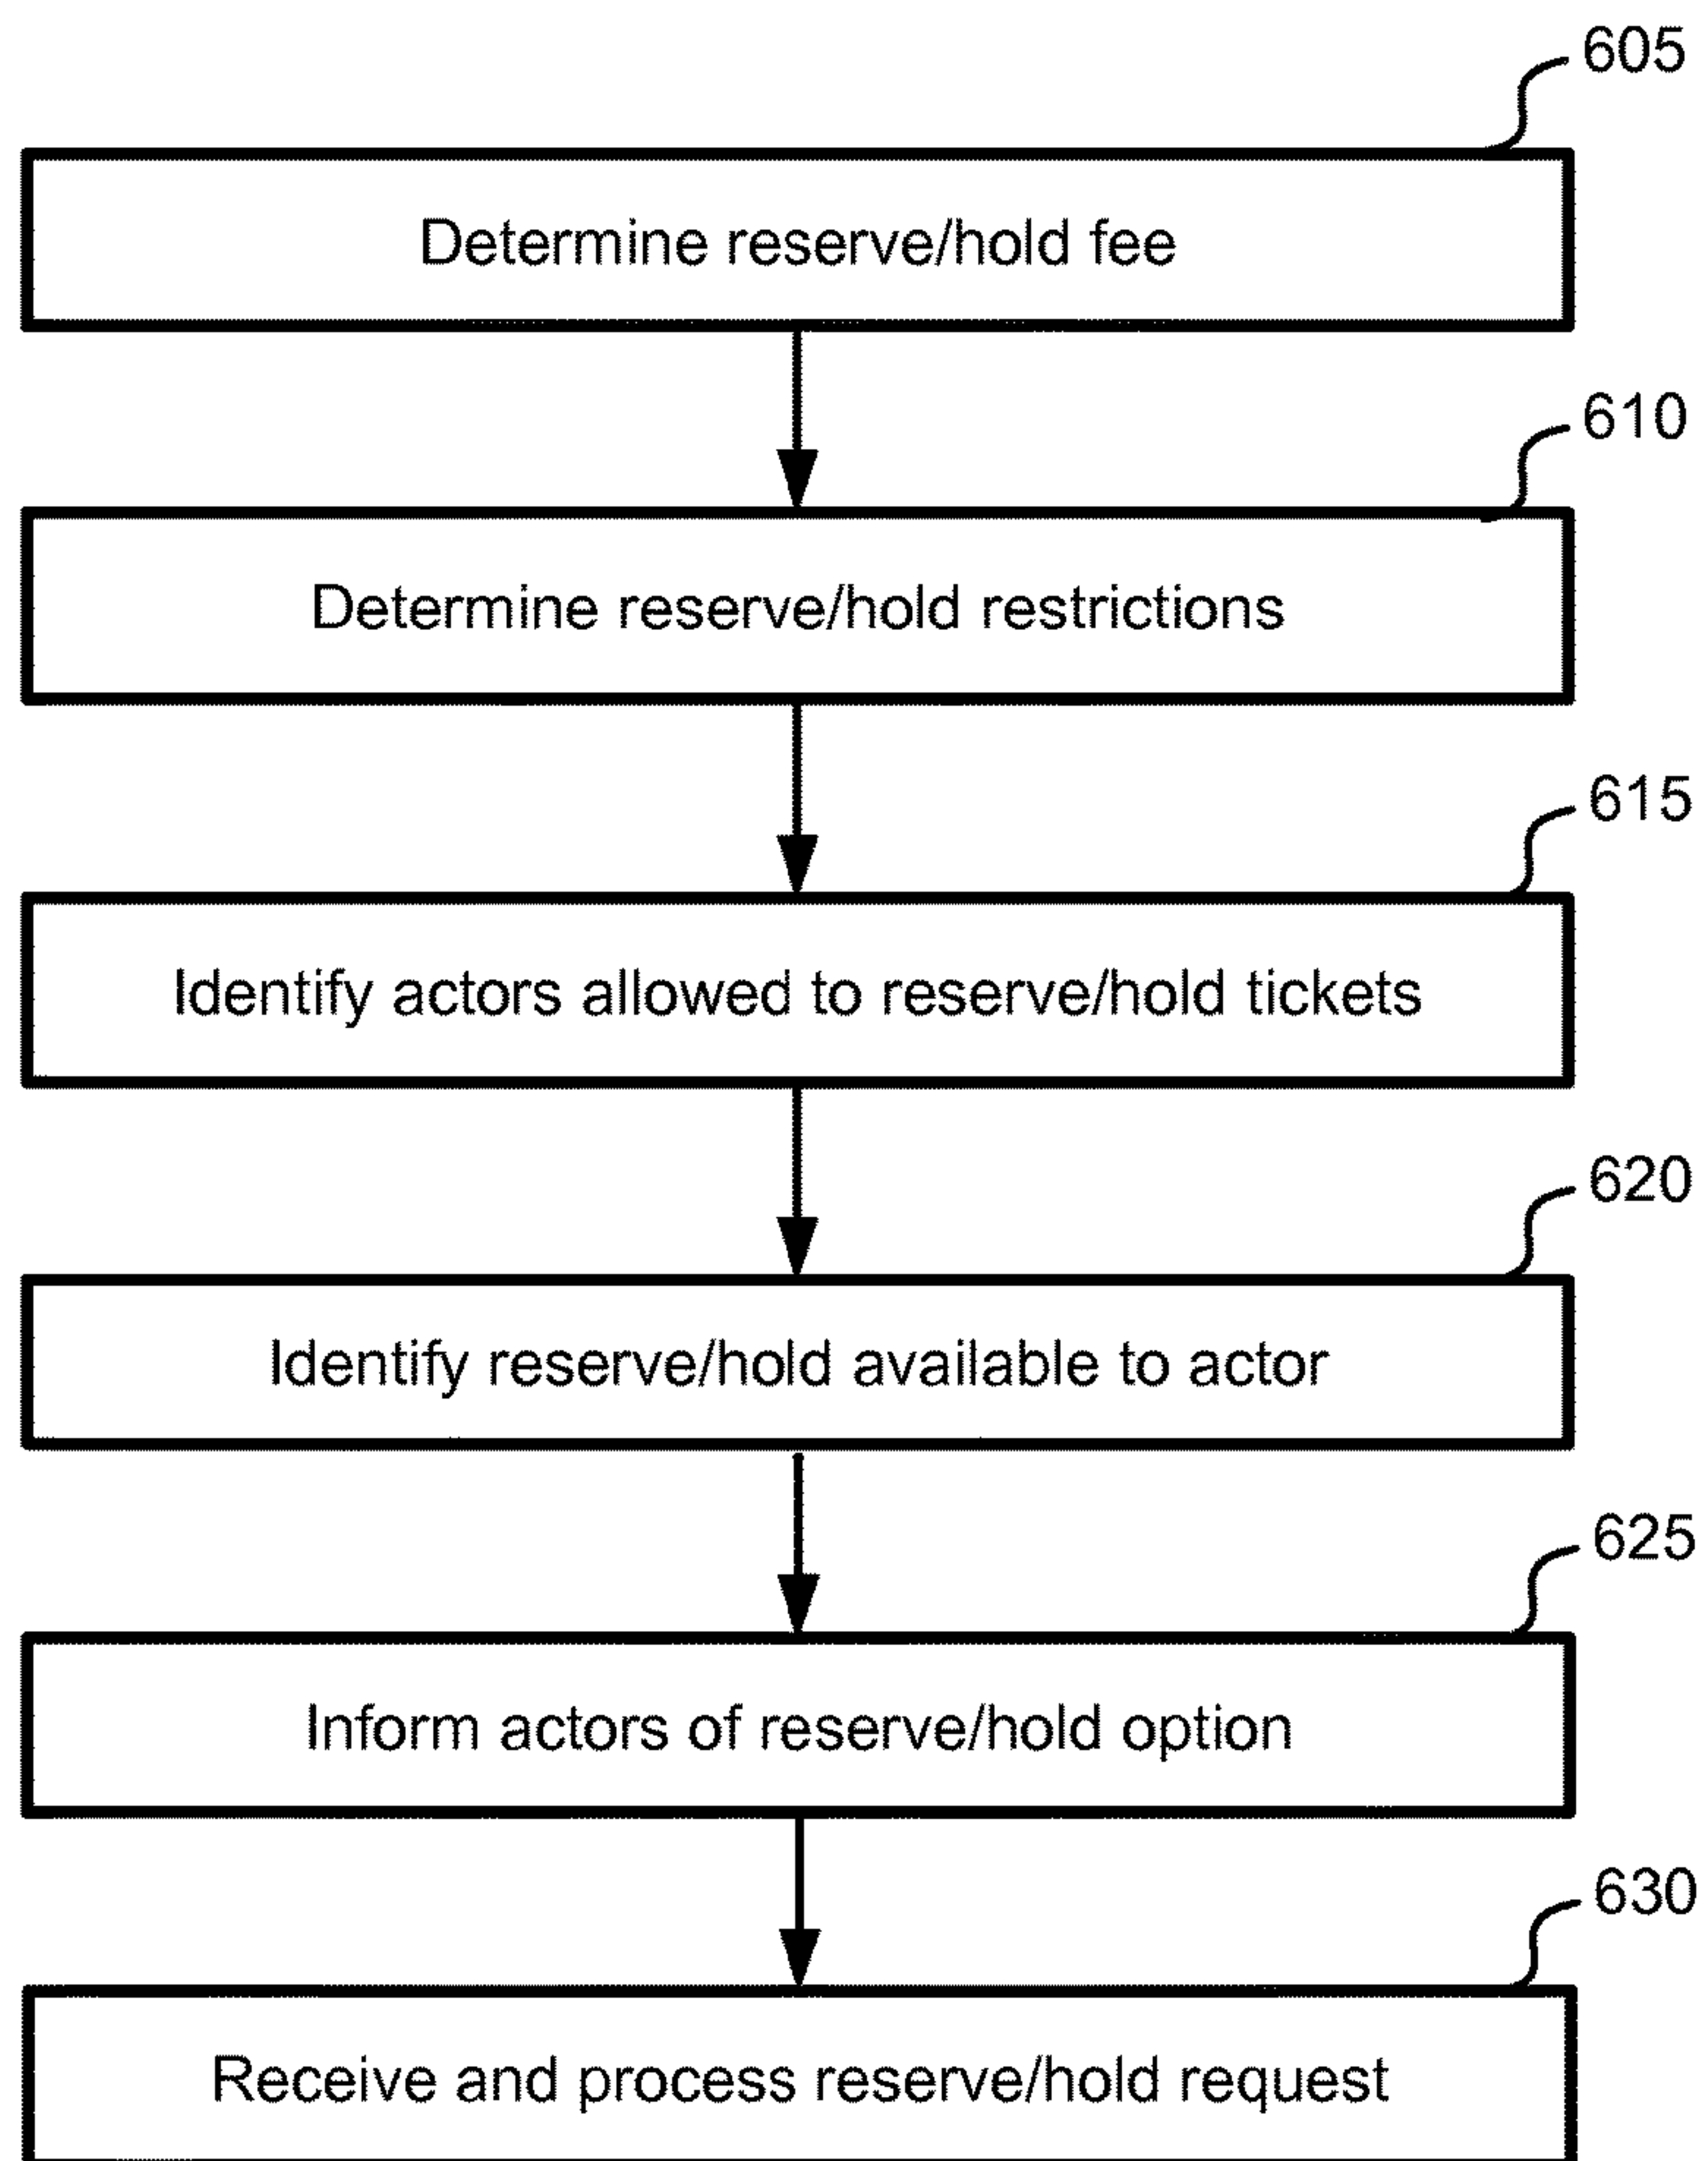 605
Determine reserve/hold fee
610
Determine reserve/hold restrictions
615
Identify actors allowed to reserve/hold tickets
620
Identify reserve/hold available to actor
625
Inform actors of reserve/hold option
630
Receive and process reserve/hold request